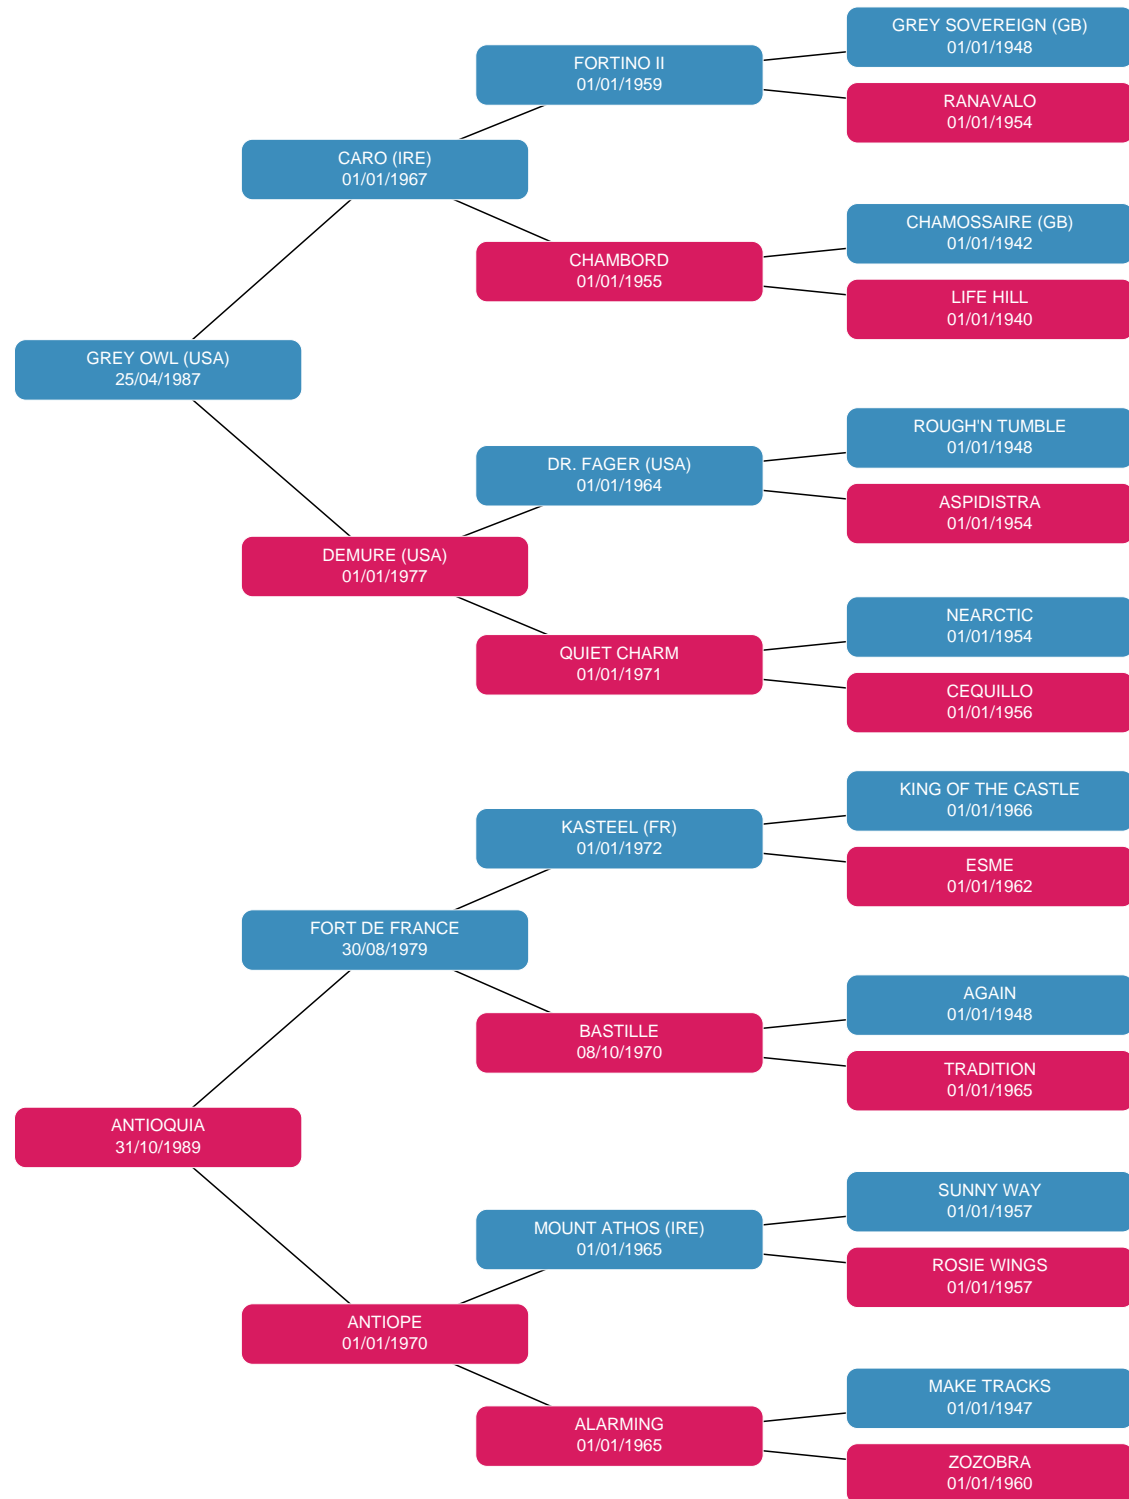 GREY SOVEREIGN (GB)
01/01/1948
FORTINO II
01/01/1959
RANAVALO
01/01/1954
CARO (IRE)
01/01/1967
CHAMOSSAIRE (GB)
01/01/1942
CHAMBORD
01/01/1955
LIFE HILL
01/01/1940
GREY OWL (USA)
25/04/1987
ROUGH'N TUMBLE
01/01/1948
DR. FAGER (USA)
01/01/1964
ASPIDISTRA
01/01/1954
DEMURE (USA)
01/01/1977
NEARCTIC
01/01/1954
QUIET CHARM
01/01/1971
CEQUILLO
01/01/1956
KING OF THE CASTLE
01/01/1966
KASTEEL (FR)
01/01/1972
ESME
01/01/1962
FORT DE FRANCE
30/08/1979
AGAIN
01/01/1948
BASTILLE
08/10/1970
TRADITION
01/01/1965
ANTIOQUIA
31/10/1989
SUNNY WAY
01/01/1957
MOUNT ATHOS (IRE)
01/01/1965
ROSIE WINGS
01/01/1957
ANTIOPE
01/01/1970
MAKE TRACKS
01/01/1947
ALARMING
01/01/1965
ZOZOBRA
01/01/1960